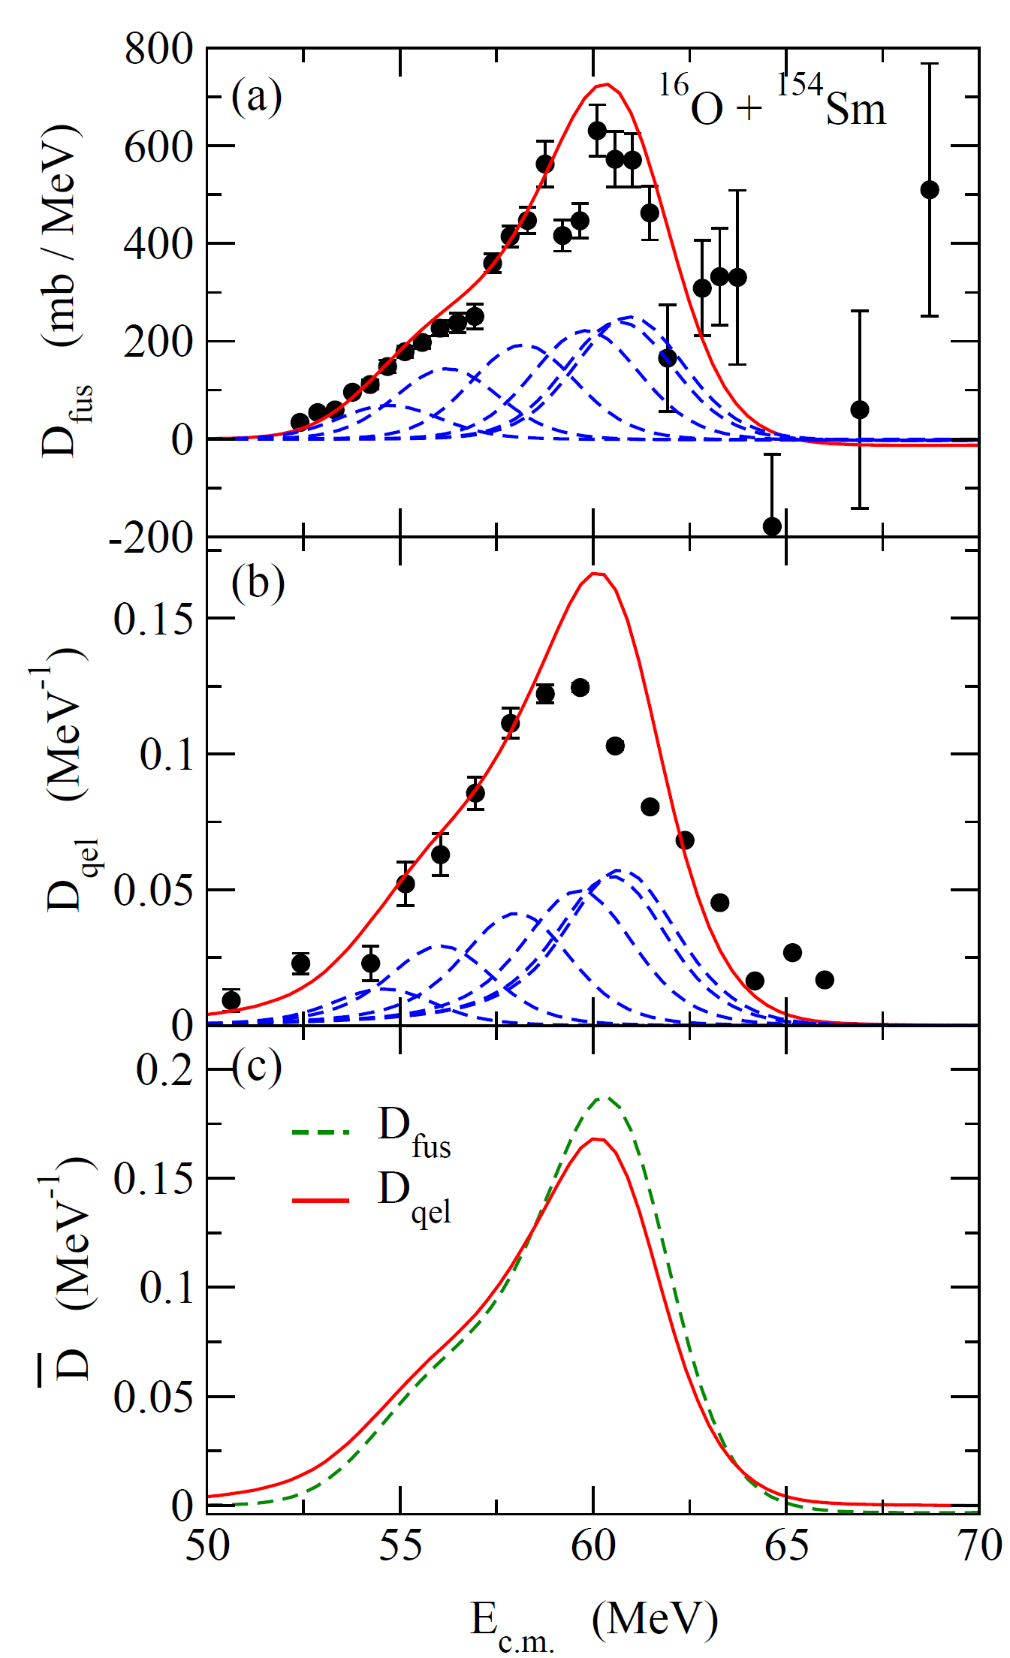 800
(a)
16O + 154Sm
600
400
200
0
-200
Dfus (mb / MeV)
(b)
0.15
0.1
0.05
0
Dqel (MeV-1)
(c)
0.2
0.15
0.1
0.05
0
D (MeV-1)
Dfus
Dqel
50 55 60 65 70
Ec.m. (MeV)